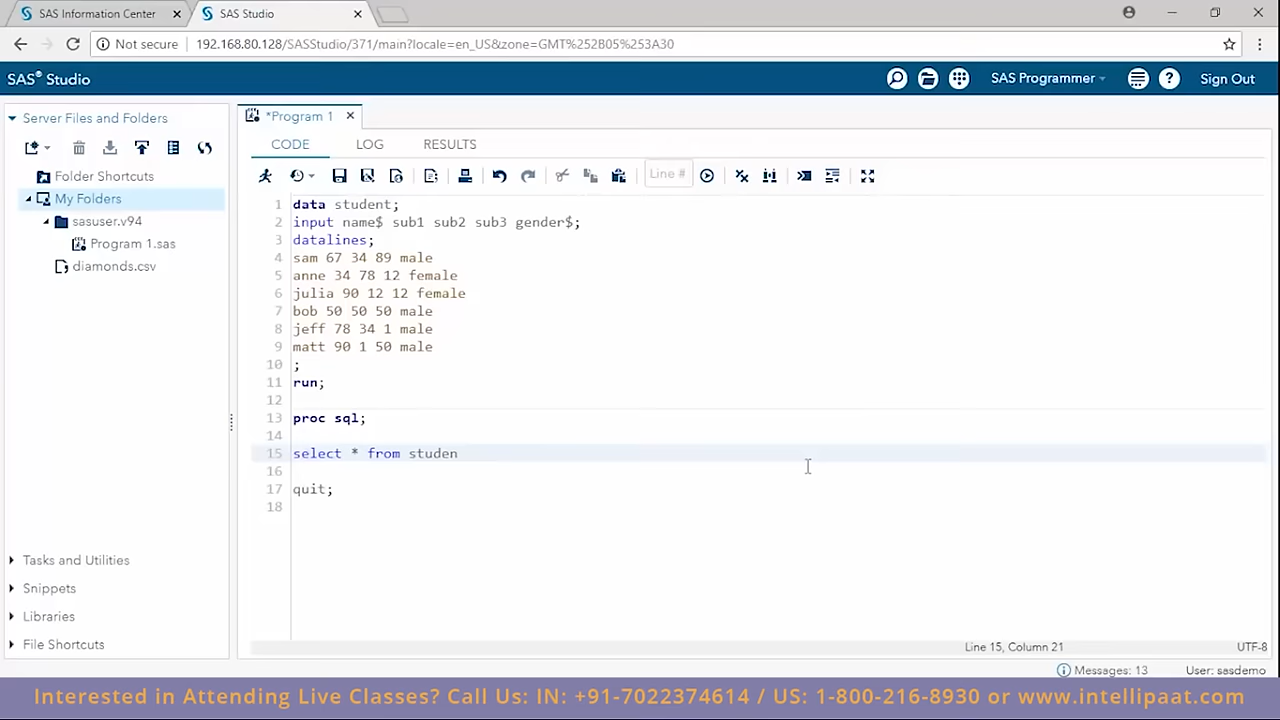 SAS Information Center
SAS Studio
Not secure 192.168.80.128/SASStudio/371/main?locale=en_US&zone=GMT%252B05%253A30
SAS® Studio
SAS Programmer
Sign Out
Server Files and Folders
Folder Shortcuts
My Folders
sasuser.v94
Program 1.sas
diamonds.csv
Tasks and Utilities
Snippets
Libraries
File Shortcuts
*Program 1
CODE LOG RESULTS
Line #
1 data student;
2 input name$ sub1 sub2 sub3 gender$;
3 datalines;
4 sam 67 34 89 male
5 anne 34 78 12 female
6 julia 90 12 12 female
7 bob 50 50 50 male
8 jeff 78 34 1 male
9 matt 90 1 50 male
10 ;
11 run;
12
13 proc sql;
14
15 select * from studen
16
17 quit;
18
Line 15, Column 21
UTF-8
Messages: 13
User: sasdemo
Interested in Attending Live Classes? Call Us: IN: +91-7022374614 / US: 1-800-216-8930 or www.intellipaat.com